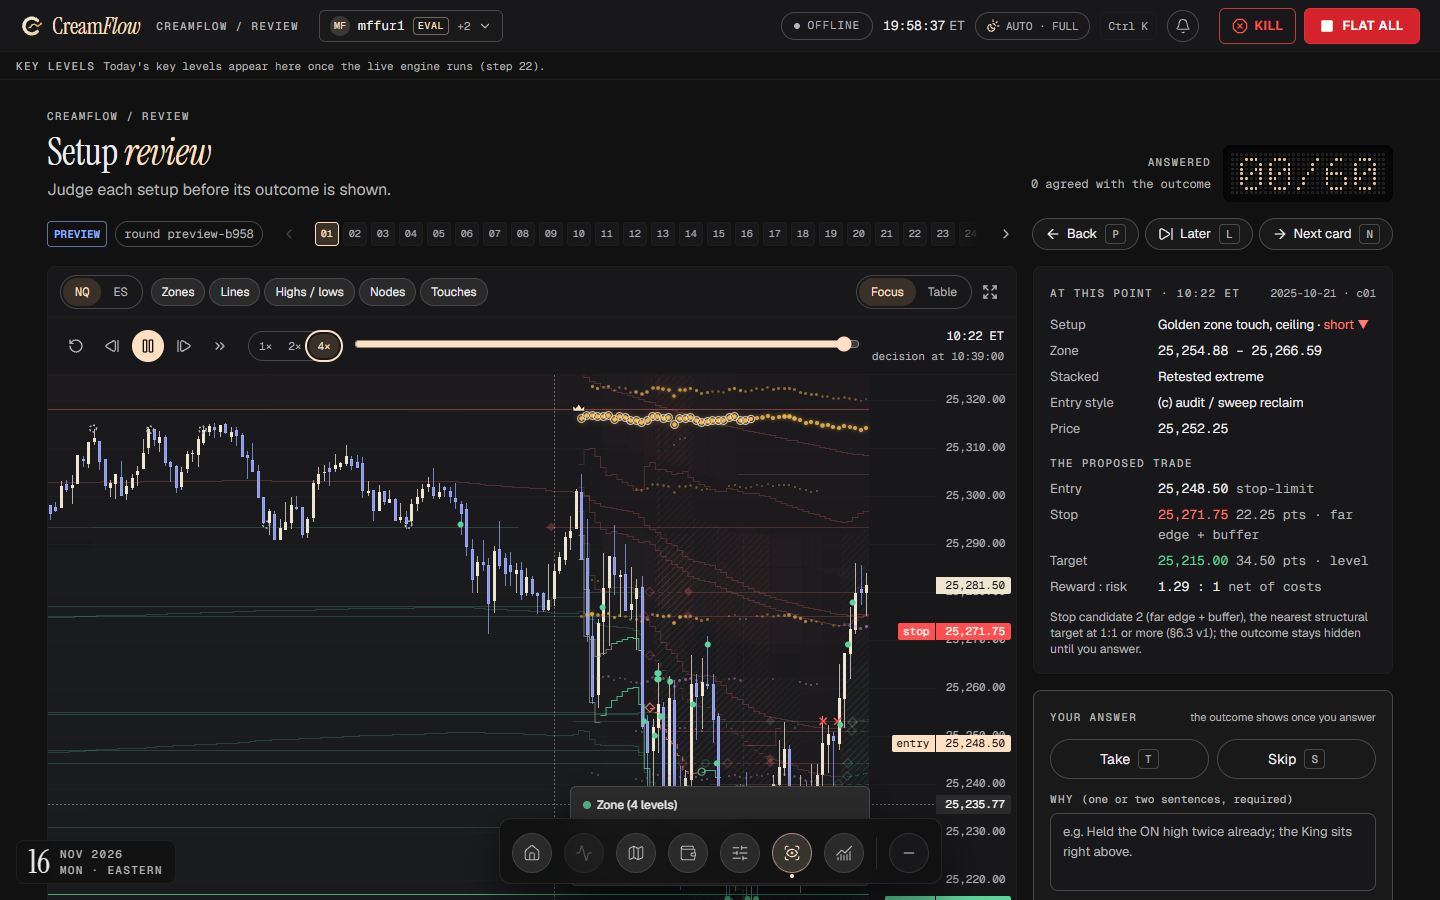 CreamFlow CREAMFLOW / REVIEW MF mffur1 EVAL +2 OFFLINE 19:58:37 ET AUTO · FULL Ctrl K KILL FLAT ALL
KEY LEVELS Today's key levels appear here once the live engine runs (step 22).
CREAMFLOW / REVIEW
Setup review
Judge each setup before its outcome is shown.
ANSWERED
0 agreed with the outcome
00/60
PREVIEW round preview-b958 01 02 03 04 05 06 07 08 09 10 11 12 13 14 15 16 17 18 19 20 21 22 23 24
Back P Later L Next card N
NQ ES Zones Lines Highs / lows Nodes Touches Focus Table
1× 2× 4× 10:22 ET
decision at 10:39:00
25,320.00
25,310.00
25,300.00
25,290.00
25,281.50
stop 25,271.75
25,270.00
25,260.00
entry 25,248.50
25,240.00
25,235.77
25,230.00
25,220.00
Zone (4 levels)
16 NOV 2026
MON · EASTERN
AT THIS POINT · 10:22 ET 2025-10-21 · c01
Setup Golden zone touch, ceiling · short ▼
Zone 25,254.88 – 25,266.59
Stacked Retested extreme
Entry style (c) audit / sweep reclaim
Price 25,252.25
THE PROPOSED TRADE
Entry 25,248.50 stop-limit
Stop 25,271.75 22.25 pts · far
edge + buffer
Target 25,215.00 34.50 pts · level
Reward : risk 1.29 : 1 net of costs
Stop candidate 2 (far edge + buffer), the nearest structural
target at 1:1 or more (§6.3 v1); the outcome stays hidden
until you answer.
YOUR ANSWER the outcome shows once you answer
Take T Skip S
WHY (one or two sentences, required)
e.g. Held the ON high twice already; the King sits
right above.